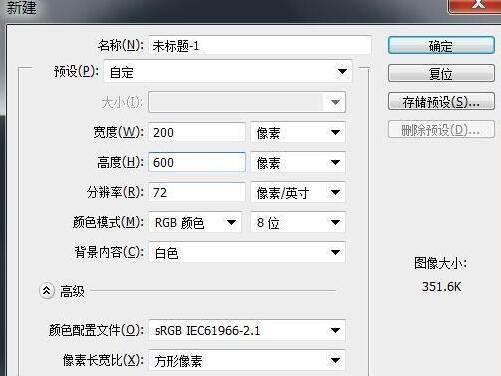 新建
名称(N): 未标题-1 确定
预设(P): 自定 复位
大小(I): 存储预设(S)...
宽度(W): 200 像素 删除预设(D)...
高度(H): 600 像素
分辨率(R): 72 像素/英寸
颜色模式(M): RGB 颜色 8 位
背景内容(C): 白色 图像大小:
高级 351.6K
颜色配置文件(O): sRGB IEC61966-2.1
像素长宽比(X): 方形像素